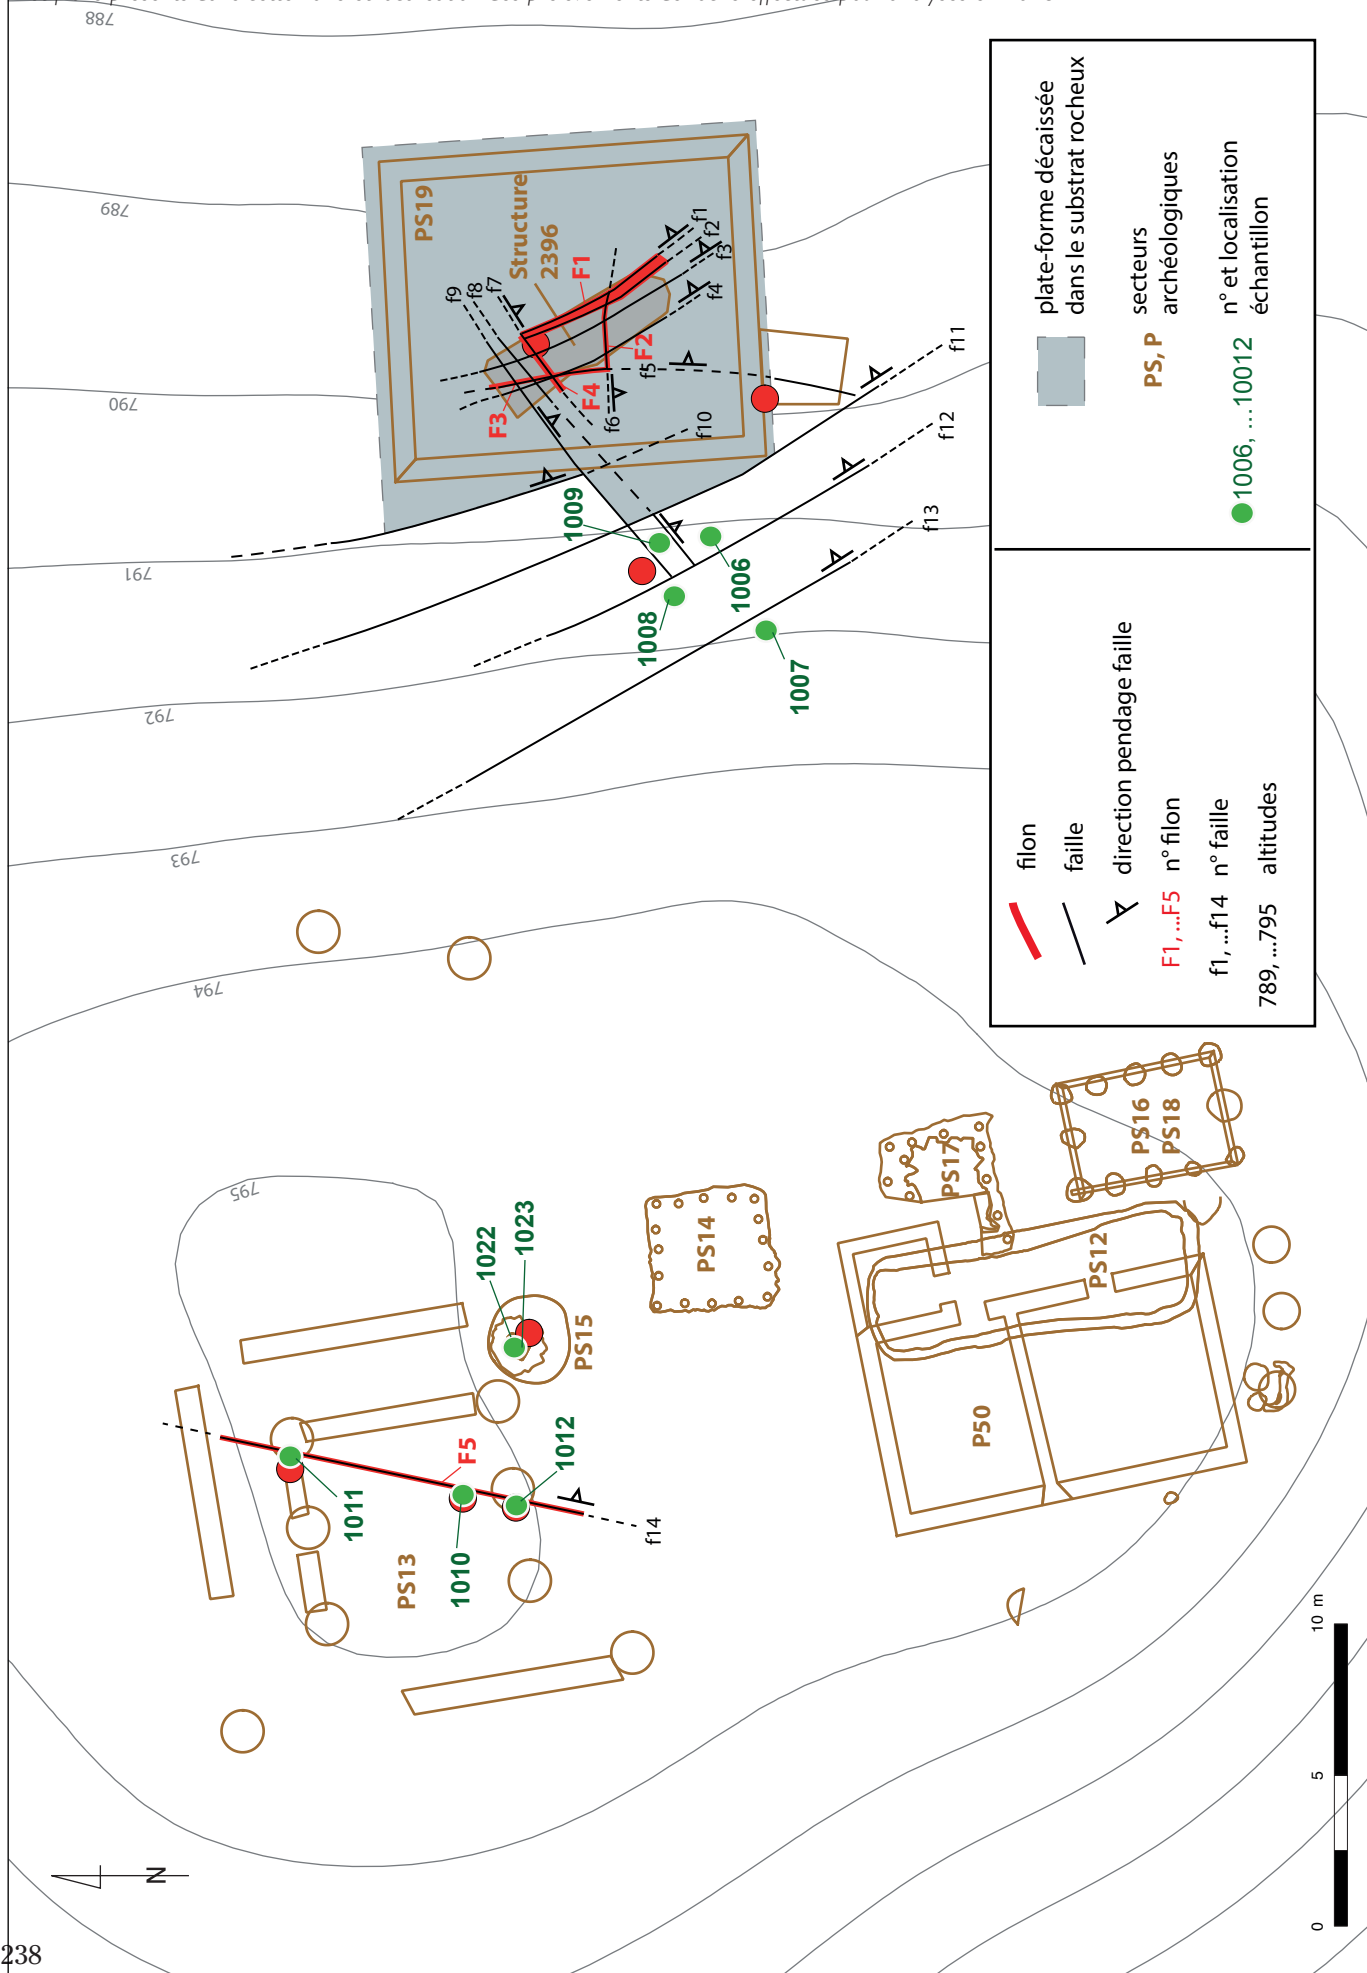 788
789
790
791
792
793
794
795
PS19
Structure
2396
F1
F2
F3
F4
f1
f2
f3
f4
f5
f6
f7
f8
f9
f10
f11
f12
f13
1009
1008
1006
1007
1022
1023
PS15
PS14
PS17
PS16
PS18
PS12
P50
F5
1011
1010
1012
PS13
f14
filon
faille
direction pendage faille
F1, ...F5 n° filon
f1, ...f14 n° faille
789, ...795 altitudes
plate-forme décaissée
dans le substrat rocheux
PS, P secteurs
archéologiques
1006, ...10012 n° et localisation
échantillon
N
0 5 10 m
238